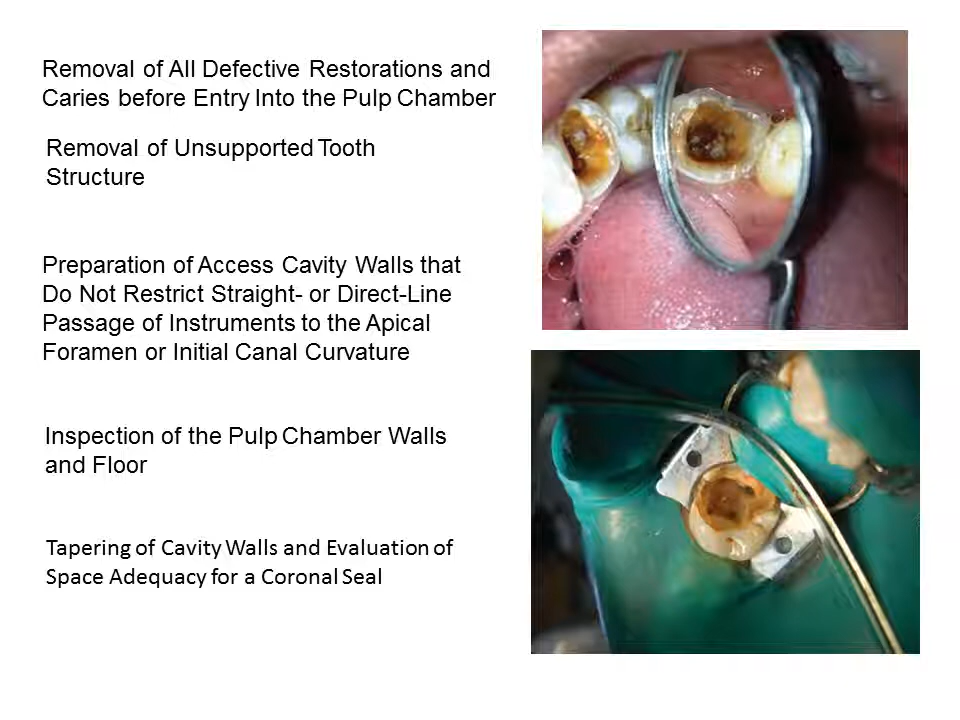 Removal of All Defective Restorations and
Caries before Entry Into the Pulp Chamber
Removal of Unsupported Tooth
Structure
Preparation of Access Cavity Walls that
Do Not Restrict Straight- or Direct-Line
Passage of Instruments to the Apical
Foramen or Initial Canal Curvature
Inspection of the Pulp Chamber Walls
and Floor
Tapering of Cavity Walls and Evaluation of
Space Adequacy for a Coronal Seal